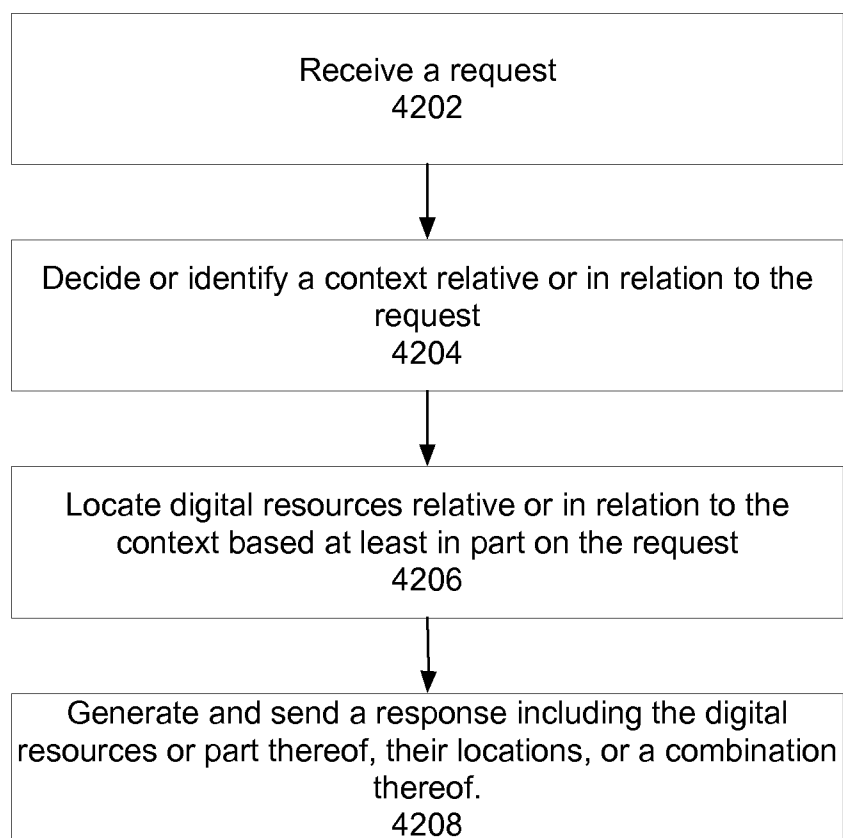 Receive a request
4202
Decide or identify a context relative or in relation to the
request
4204
Locate digital resources relative or in relation to the
context based at least in part on the request
4206
Generate and send a response including the digital
resources or part thereof, their locations, or a combination
thereof.
4208